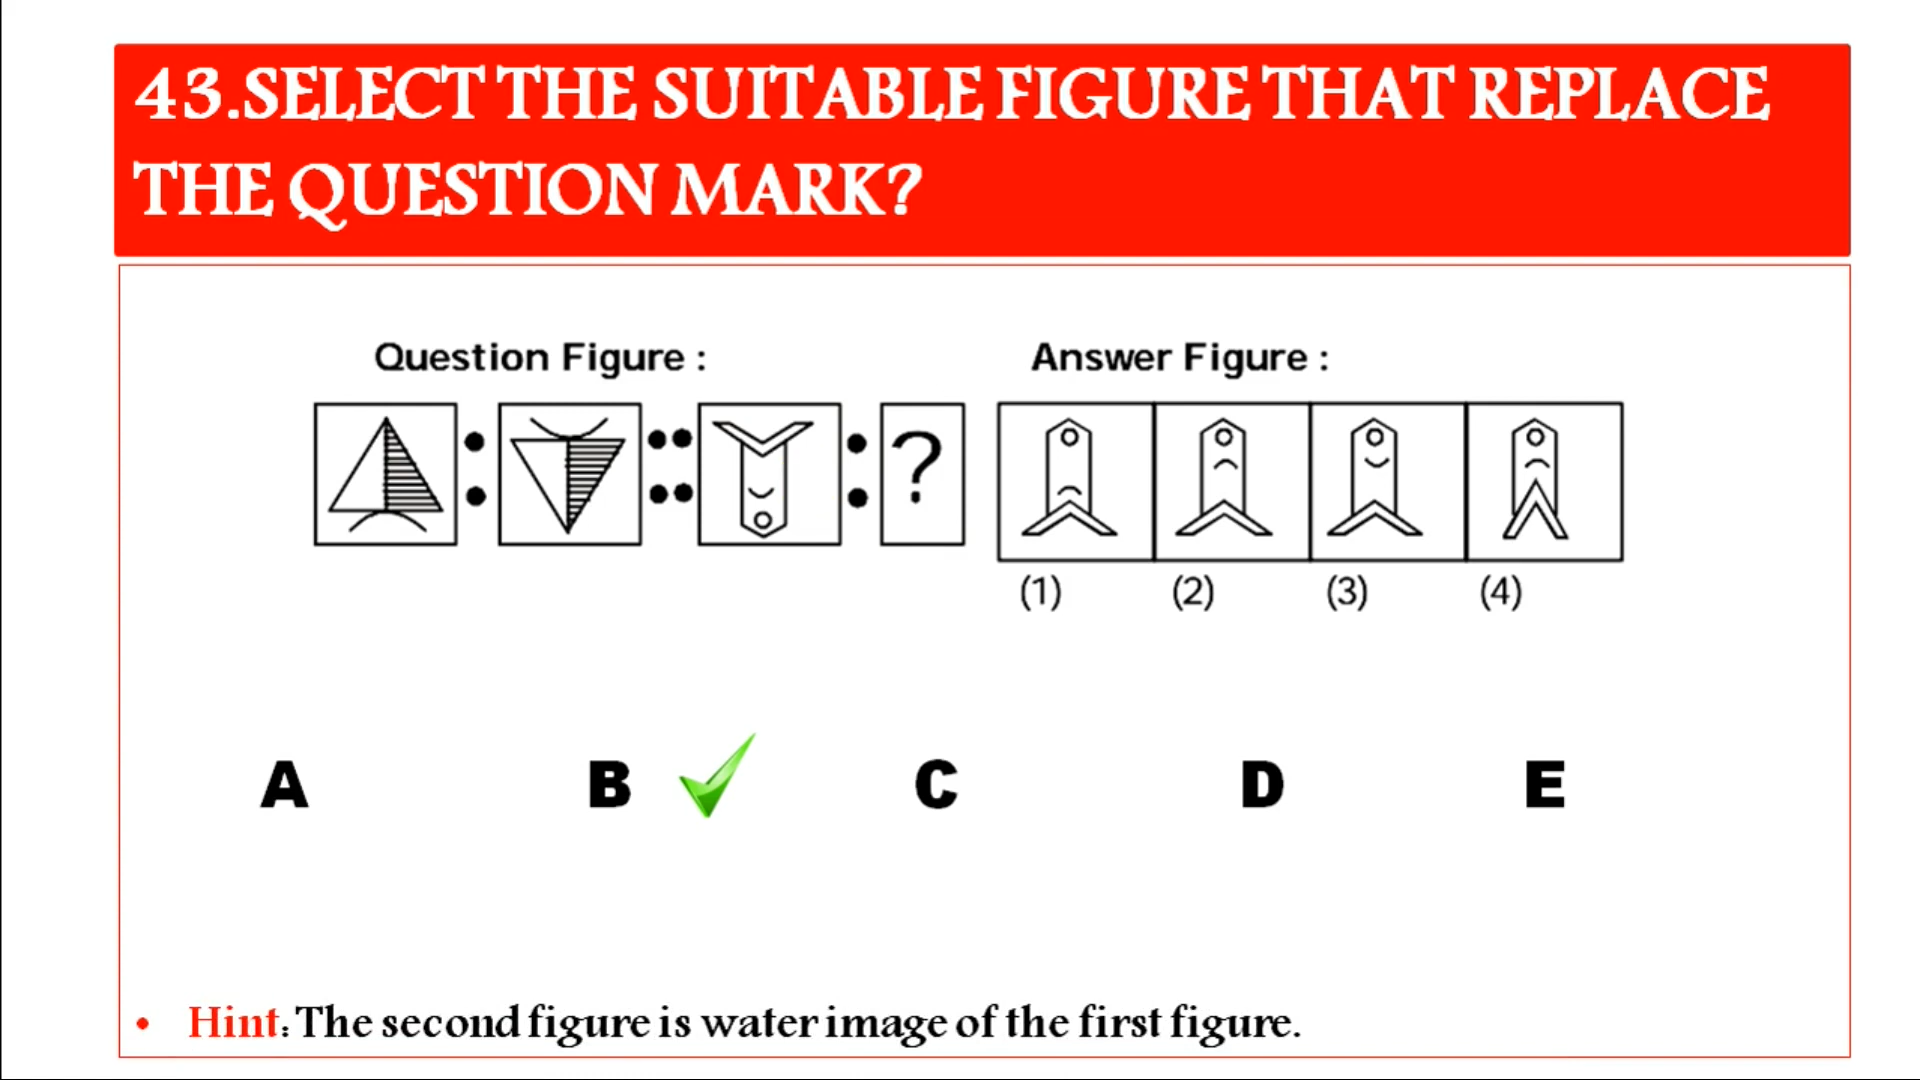 43.SELECT THE SUITABLE FIGURE THAT REPLACE
THE QUESTION MARK?
Question Figure :
Answer Figure :
?
(1) (2) (3) (4)
A B C D E
• Hint: The second figure is water image of the first figure.